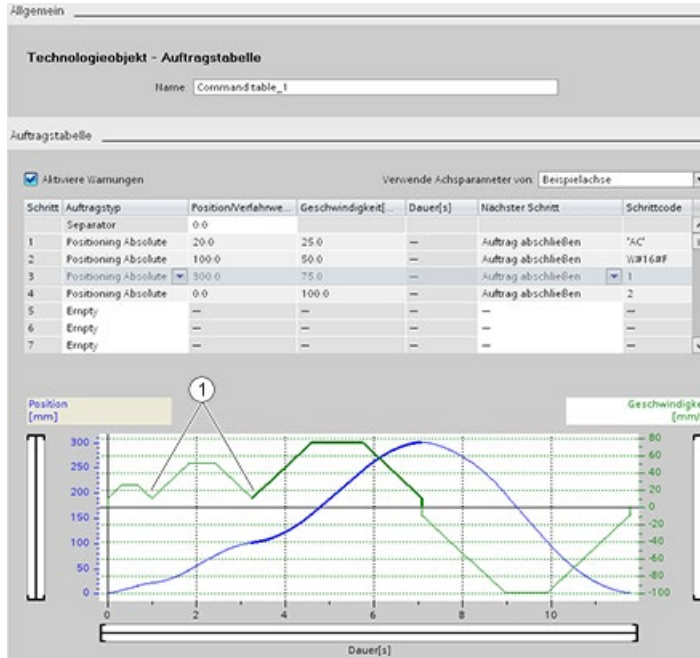 Allgemein
Technologieobjekt - Auftragstabelle
Name: Command table_1
Auftragstabelle
Aktiviere Warnungen Verwende Achsparameter von: Beispielachse
Schritt Auftragstyp Position/Verfahrwe... Geschwindigkeit[... Dauer[s] Nächster Schritt Schrittcode
Separator 0.0
1 Positioning Absolute 20.0 25.0 — Auftrag abschließen 'AC'
2 Positioning Absolute 100.0 50.0 — Auftrag abschließen W#16#F
3 Positioning Absolute 300.0 75.0 — Auftrag abschließen 1
4 Positioning Absolute 0.0 100.0 — Auftrag abschließen 2
5 Empty — — — — —
6 Empty — — — — —
7 Empty — — — — —
1
Position
[mm]
Geschwindigke
[mm/
300
250
200
150
100
50
0
80
60
40
20
0
-20
-40
-60
-80
-100
0 2 4 6 8 10
Dauer[s]